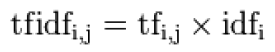 tfidf_{i,j} = tf_{i,j} × idf_i